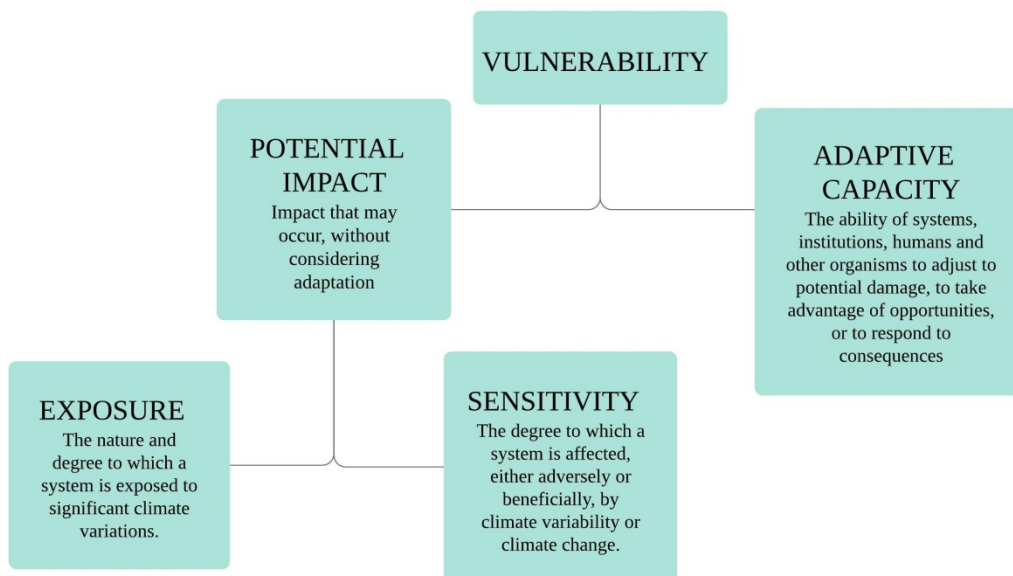 VULNERABILITY
POTENTIAL
IMPACT
Impact that may
occur, without
considering
adaptation
ADAPTIVE
CAPACITY
The ability of systems,
institutions, humans and
other organisms to adjust to
potential damage, to take
advantage of opportunities,
or to respond to
consequences
EXPOSURE
The nature and
degree to which a
system is exposed to
significant climate
variations.
SENSITIVITY
The degree to which a
system is affected,
either adversely or
beneficially, by
climate variability or
climate change.